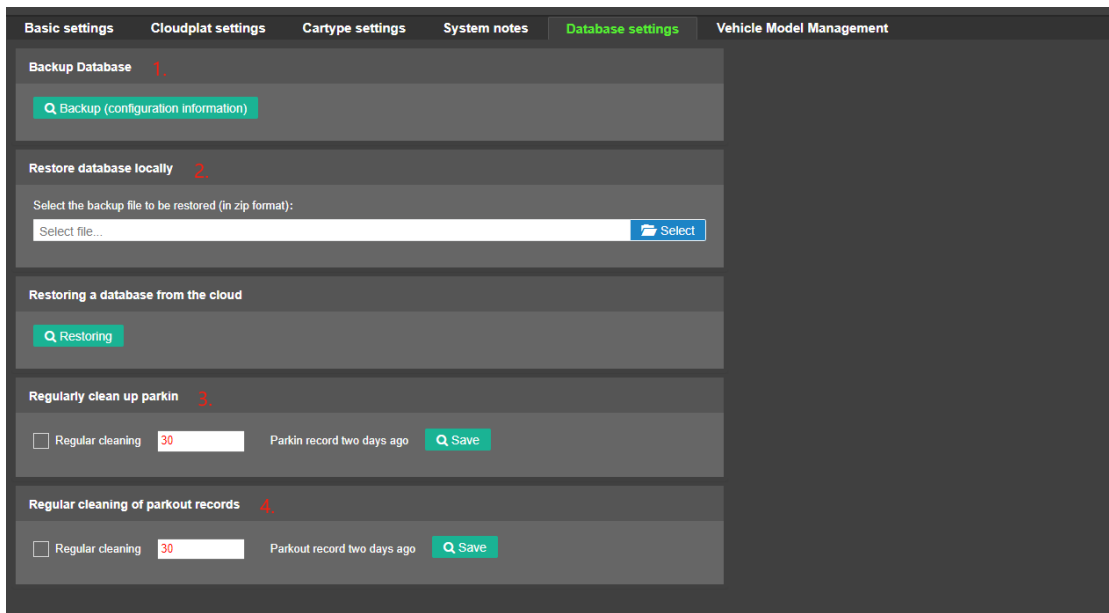 Basic settings Cloudplat settings Cartype settings System notes Database settings Vehicle Model Management
Backup Database 1.
Backup (configuration information)
Restore database locally 2.
Select the backup file to be restored (in zip format):
Select file... Select
Restoring a database from the cloud
Restoring
Regularly clean up parkin 3.
Regular cleaning 30 Parkin record two days ago Save
Regular cleaning of parkout records 4.
Regular cleaning 30 Parkout record two days ago Save